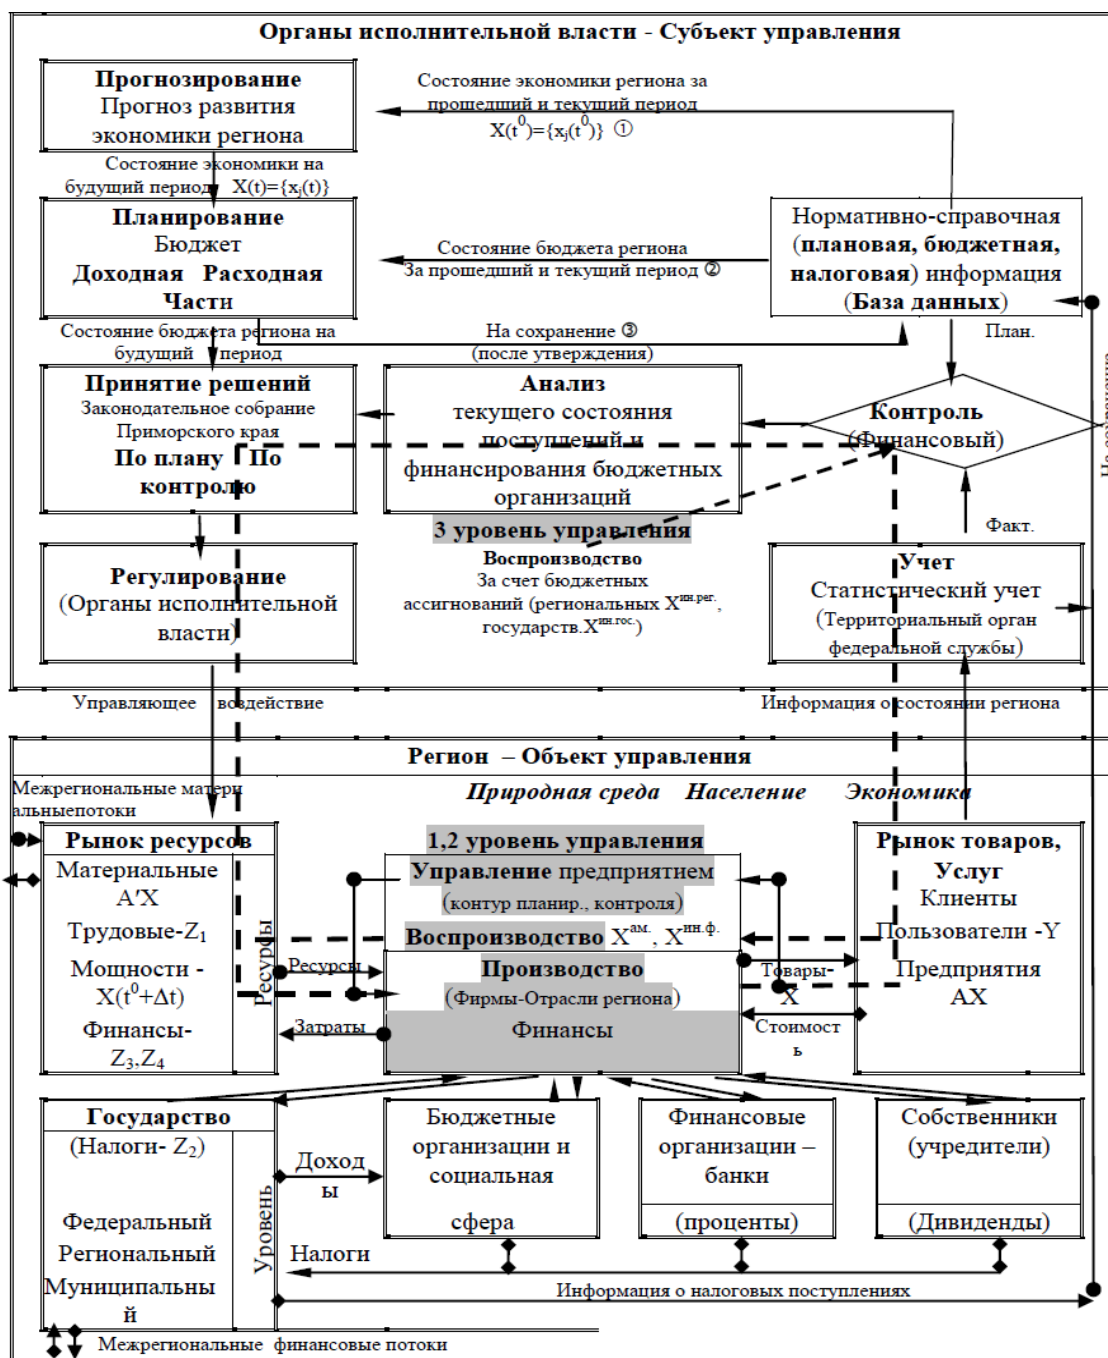 Органы исполнительной власти - Субъект управления
Прогнозирование
Прогноз развития
экономики региона
Состояние экономики региона за
прошедший и текуший период
X(t⁰)={xⱼ(t⁰)} ①
Состояние экономики на
будущий период X(t)={xⱼ(t)}
Планирование
Бюджет
Доходная Расходная
Части
Состояние бюджета региона
За прошедший и текущий период ②
Нормативно-справочная
(плановая, бюджетная,
налоговая) информация
(База данных)
Состояние бюджета региона на
будущий период
На сохранение ③
(после утверждения)
План.
Принятие решений
Законодательное собрание
Приморского края
По плану По
контролю
Анализ
текущего состояния
поступлений и
финансирования бюджетных
организаций
Контроль
(Финансовый)
На сохранение
3 уровень управления
Воспроизводство
За счет бюджетных
ассигнований (региональных Xᶦⁿ·ᵖᵉᴦ·,
государств.Xᶦⁿ·ᴦᵒᶜ·)
Факт.
Регулирование
(Органы исполнительной
власти)
Учет
Статистический учет
(Территориальный орган
федеральной службы)
Управляющее воздействие
Информация о состоянии региона
Регион – Объект управления
Межрегиональные матери
альныепотоки
Природная среда Население Экономика
Рынок ресурсов
Материальные
A'X
Трудовые-Z₁
Мощности -
X(t⁰+Δt)
Финансы-
Z₃,Z₄
Ресурсы
1,2 уровень управления
Управление предприятием
(контур планир., контроля)
Воспроизводство Xам., Xин.ф.
Производство
(Фирмы-Отрасли региона)
Финансы
Ресурсы
Затраты
Товары-
X
Стоимост
ь
Рынок товаров,
Услуг
Клиенты
Пользователи -Y
Предприятия
AX
Государство
(Налоги- Z₂)
Федеральный
Региональный
Муниципальны
й
Уровень
Доход
ы
Налоги
Бюджетные
организации и
социальная
сфера
Финансовые
организации –
банки
(проценты)
Собственники
(учредители)
(Дивиденды)
Информация о налоговых поступлениях
Межрегиональные финансовые потоки